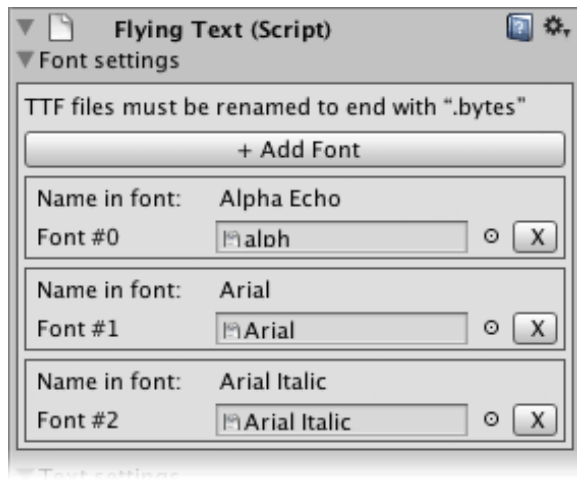 Flying Text (Script)
Font settings
TTF files must be renamed to end with “.bytes”
+ Add Font
Name in font: Alpha Echo
Font #0 alph X
Name in font: Arial
Font #1 Arial X
Name in font: Arial Italic
Font #2 Arial Italic X
Text settings